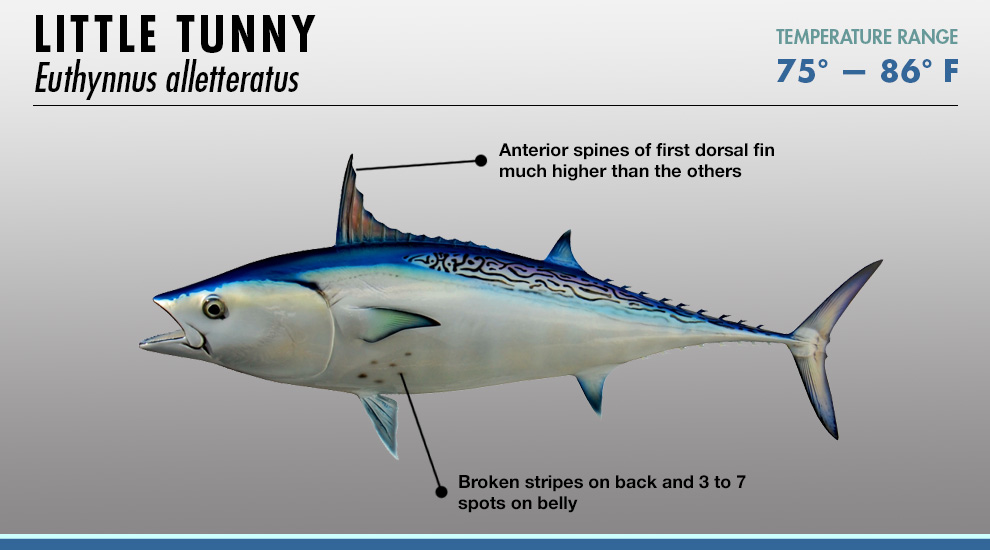 LITTLE TUNNY
Euthynnus alletteratus
TEMPERATURE RANGE
75° — 86° F
Anterior spines of first dorsal fin
much higher than the others
Broken stripes on back and 3 to 7
spots on belly